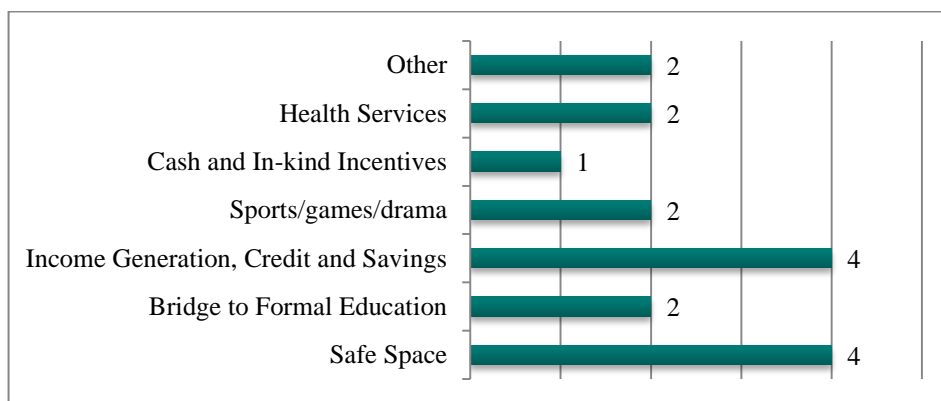 Other 2
Health Services 2
Cash and In-kind Incentives 1
Sports/games/drama 2
Income Generation, Credit and Savings 4
Bridge to Formal Education 2
Safe Space 4